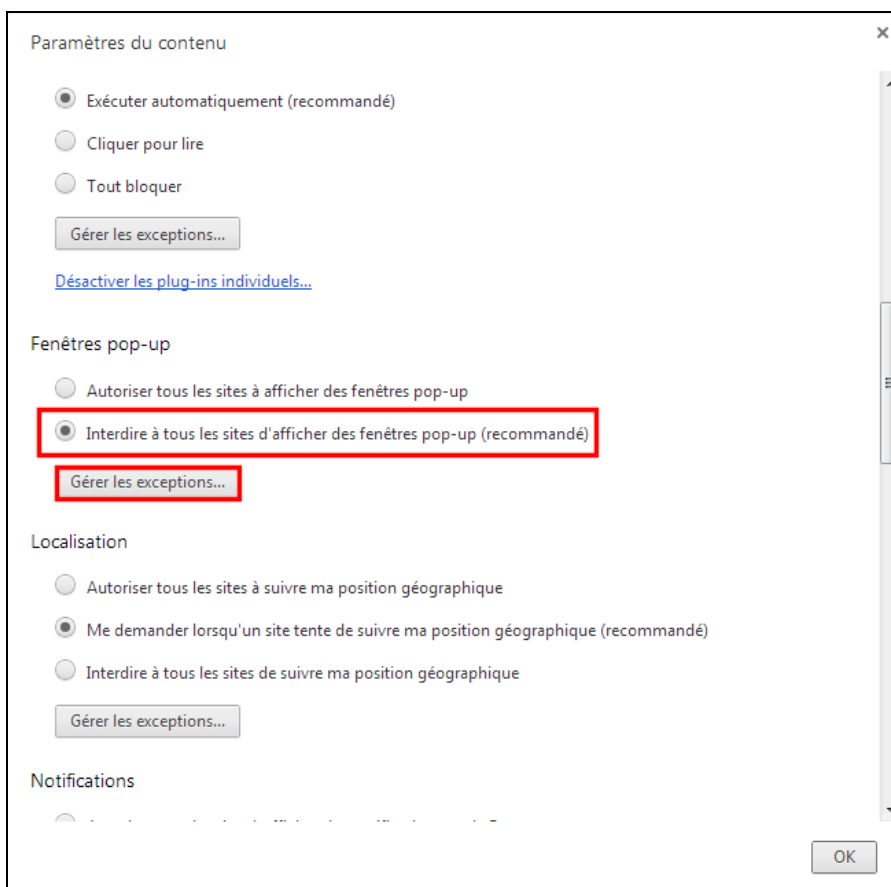 Paramètres du contenu
Exécuter automatiquement (recommandé)
Cliquer pour lire
Tout bloquer
Gérer les exceptions...
Désactiver les plug-ins individuels...
Fenêtres pop-up
Autoriser tous les sites à afficher des fenêtres pop-up
Interdire à tous les sites d'afficher des fenêtres pop-up (recommandé)
Gérer les exceptions...
Localisation
Autoriser tous les sites à suivre ma position géographique
Me demander lorsqu'un site tente de suivre ma position géographique (recommandé)
Interdire à tous les sites de suivre ma position géographique
Gérer les exceptions...
Notifications
OK